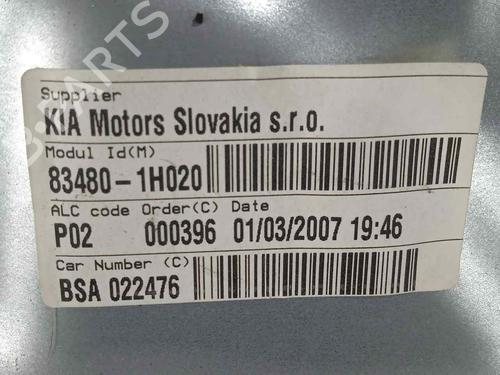 B-PARTS
Supplier
KIA Motors Slovakia s.r.o.
Modul Id(M)
83480-1H020
ALC code Order(C) Date
P02 000396 01/03/2007 19:46
Car Number (C)
BSA 022476